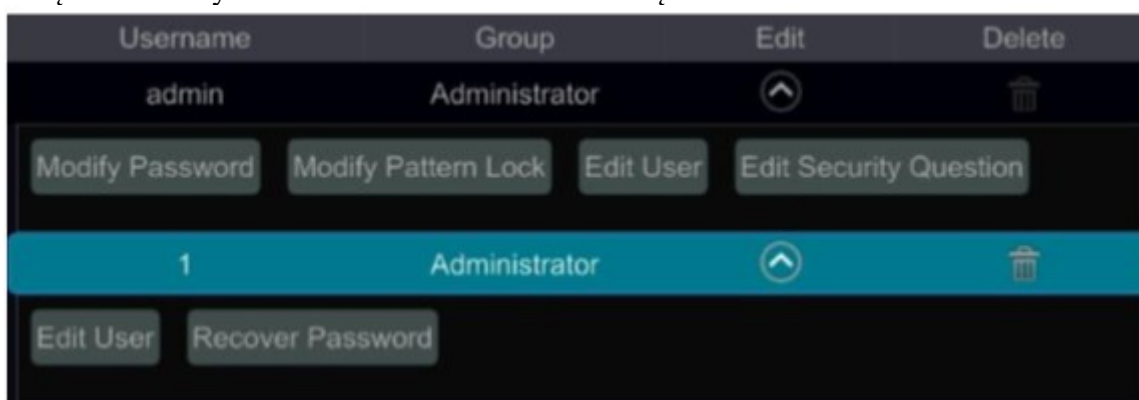 Username Group Edit Delete
admin Administrator
Modify Password Modify Pattern Lock Edit User Edit Security Question
1 Administrator
Edit User Recover Password